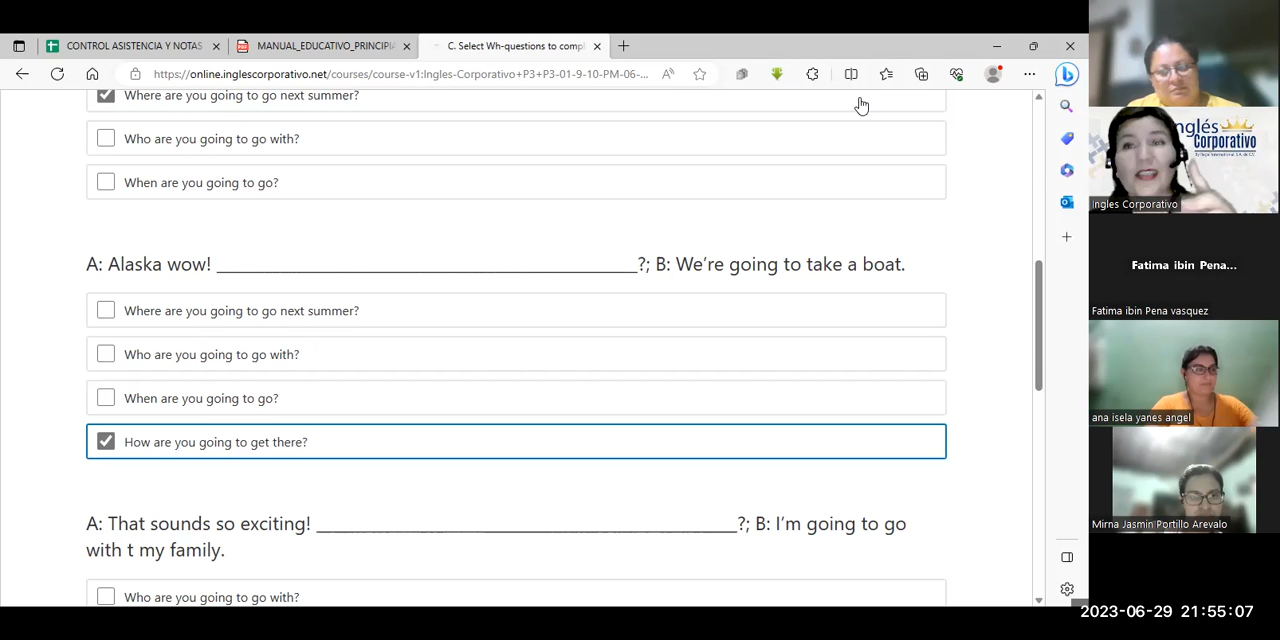 CONTROL ASISTENCIA Y NOTAS
MANUAL_EDUCATIVO_PRINCIPIA
C. Select Wh-questions to compl
https://online.inglescorporativo.net/courses/course-v1:Ingles-Corporativo+P3+P3-01-9-10-PM-06-...
Where are you going to go next summer?
Who are you going to go with?
When are you going to go?
A: Alaska wow! ________________________________________?; B: We’re going to take a boat.
Where are you going to go next summer?
Who are you going to go with?
When are you going to go?
How are you going to get there?
A: That sounds so exciting! ________________________________________?; B: I’m going to go
with t my family.
Who are you going to go with?
Inglés
Corporativo
Ingles Corporativo
Fatima ibin Pena...
Fatima ibin Pena vasquez
ana isela yanes angel
Mirna Jasmin Portillo Arevalo
2023-06-29 21:55:07